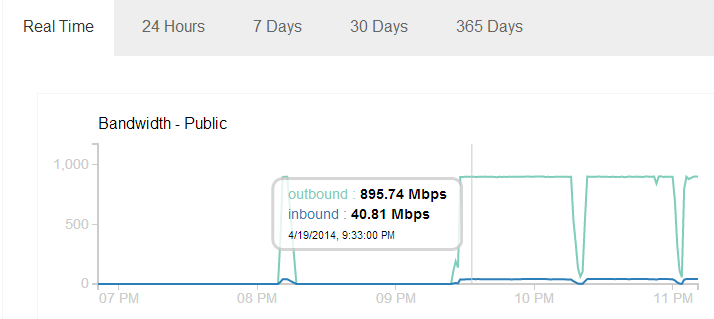 Real Time 24 Hours 7 Days 30 Days 365 Days
Bandwidth - Public
1,000
outbound : 895.74 Mbps
inbound : 40.81 Mbps
500
4/19/2014, 9:33:00 PM
0
07 PM 08 PM 09 PM 10 PM 11 PM